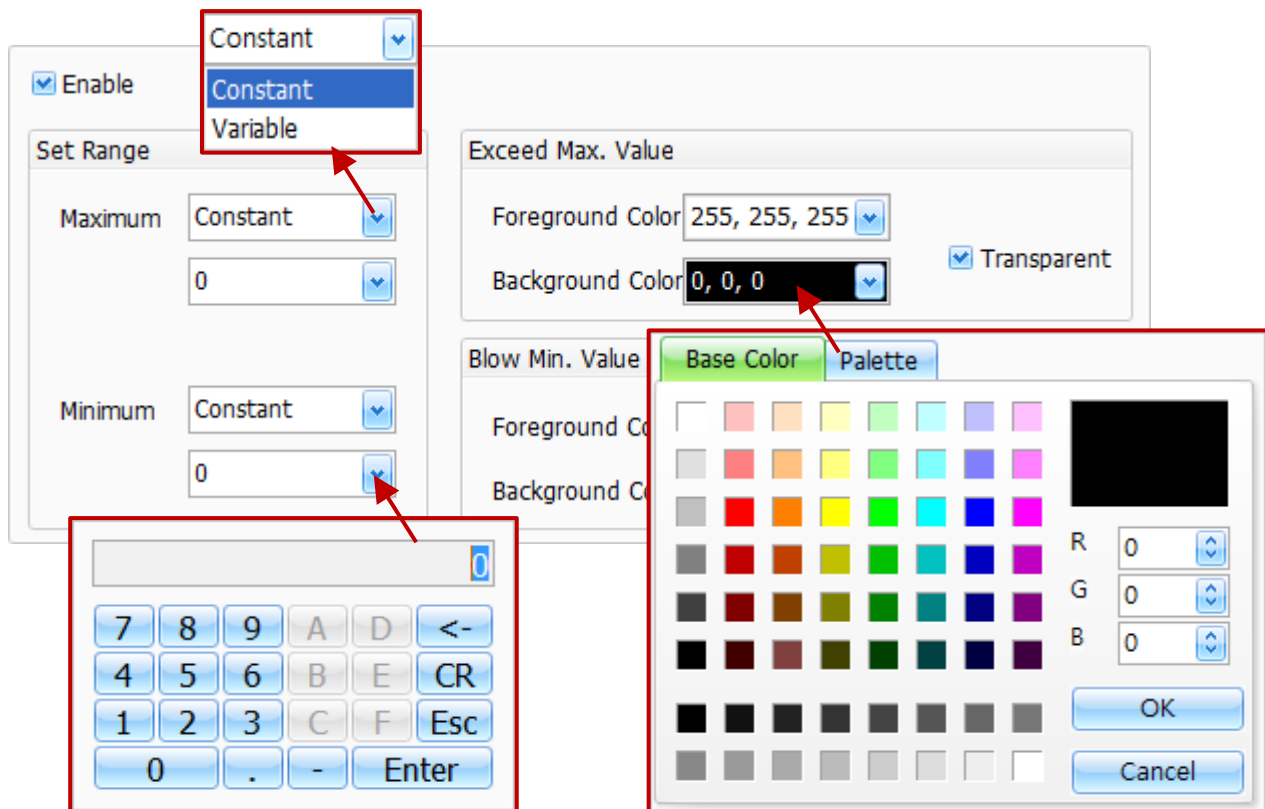 Constant
Constant
Variable
Enable
Set Range
Maximum Constant
0
Minimum Constant
0
Exceed Max. Value
Foreground Color 255, 255, 255
Background Color 0, 0, 0
Transparent
Blow Min. Value
Foreground Co
Background C
Base Color Palette
R 0
G 0
B 0
OK
Cancel
0
7 8 9 A D <-
4 5 6 B E CR
1 2 3 C F Esc
0 . - Enter